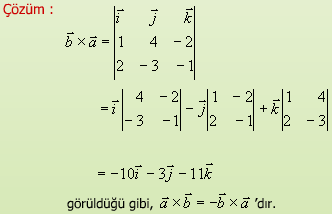 Çözüm :
i⃗ j⃗ k⃗
b⃗ × a⃗ = |1 4 − 2|
2 − 3 − 1
= i⃗ |4 − 2; − 3 − 1| − j⃗ |1 − 2; 2 − 1| + k⃗ |1 4; 2 − 3|
= −10i⃗ − 3j⃗ − 11k⃗
görüldüğü gibi, a⃗ × b⃗ = −b⃗ × a⃗ 'dır.